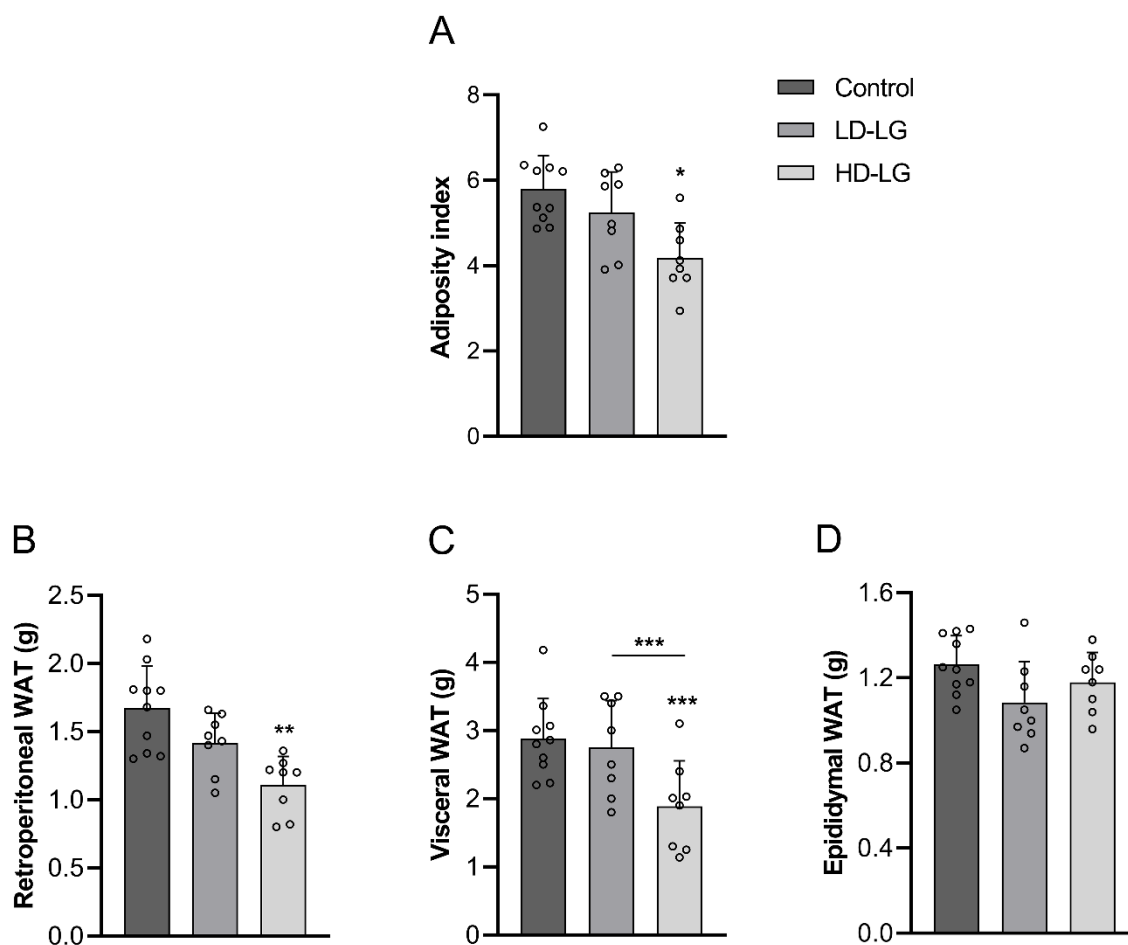 A
Control
LD-LG
HD-LG
8
6
4
2
0
Adiposity index
*
B
2.5
2.0
1.5
1.0
0.5
0.0
Retroperitoneal WAT (g)
**
C
5
4
3
2
1
0
Visceral WAT (g)
***
***
D
1.6
1.2
0.8
0.4
0.0
Epididymal WAT (g)